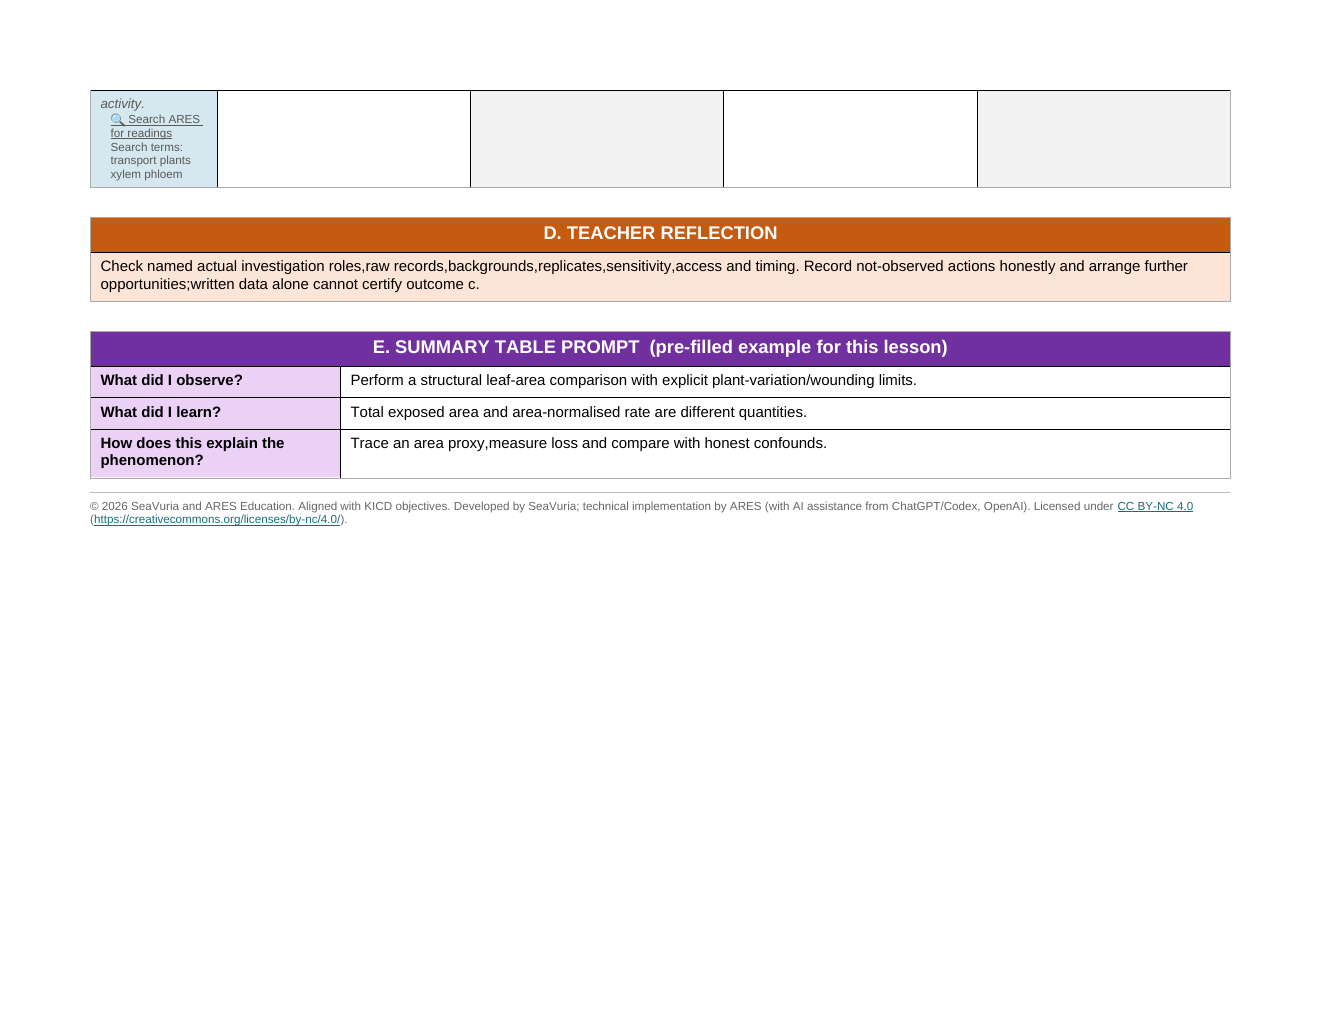 activity.
🔍 Search ARES
for readings
Search terms:
transport plants
xylem phloem
D. TEACHER REFLECTION
Check named actual investigation roles,raw records,backgrounds,replicates,sensitivity,access and timing. Record not-observed actions honestly and arrange further
opportunities;written data alone cannot certify outcome c.
E. SUMMARY TABLE PROMPT (pre-filled example for this lesson)
What did I observe?
Perform a structural leaf-area comparison with explicit plant-variation/wounding limits.
What did I learn?
Total exposed area and area-normalised rate are different quantities.
How does this explain the
phenomenon?
Trace an area proxy,measure loss and compare with honest confounds.
© 2026 SeaVuria and ARES Education. Aligned with KICD objectives. Developed by SeaVuria; technical implementation by ARES (with AI assistance from ChatGPT/Codex, OpenAI). Licensed under CC BY-NC 4.0
(https://creativecommons.org/licenses/by-nc/4.0/).